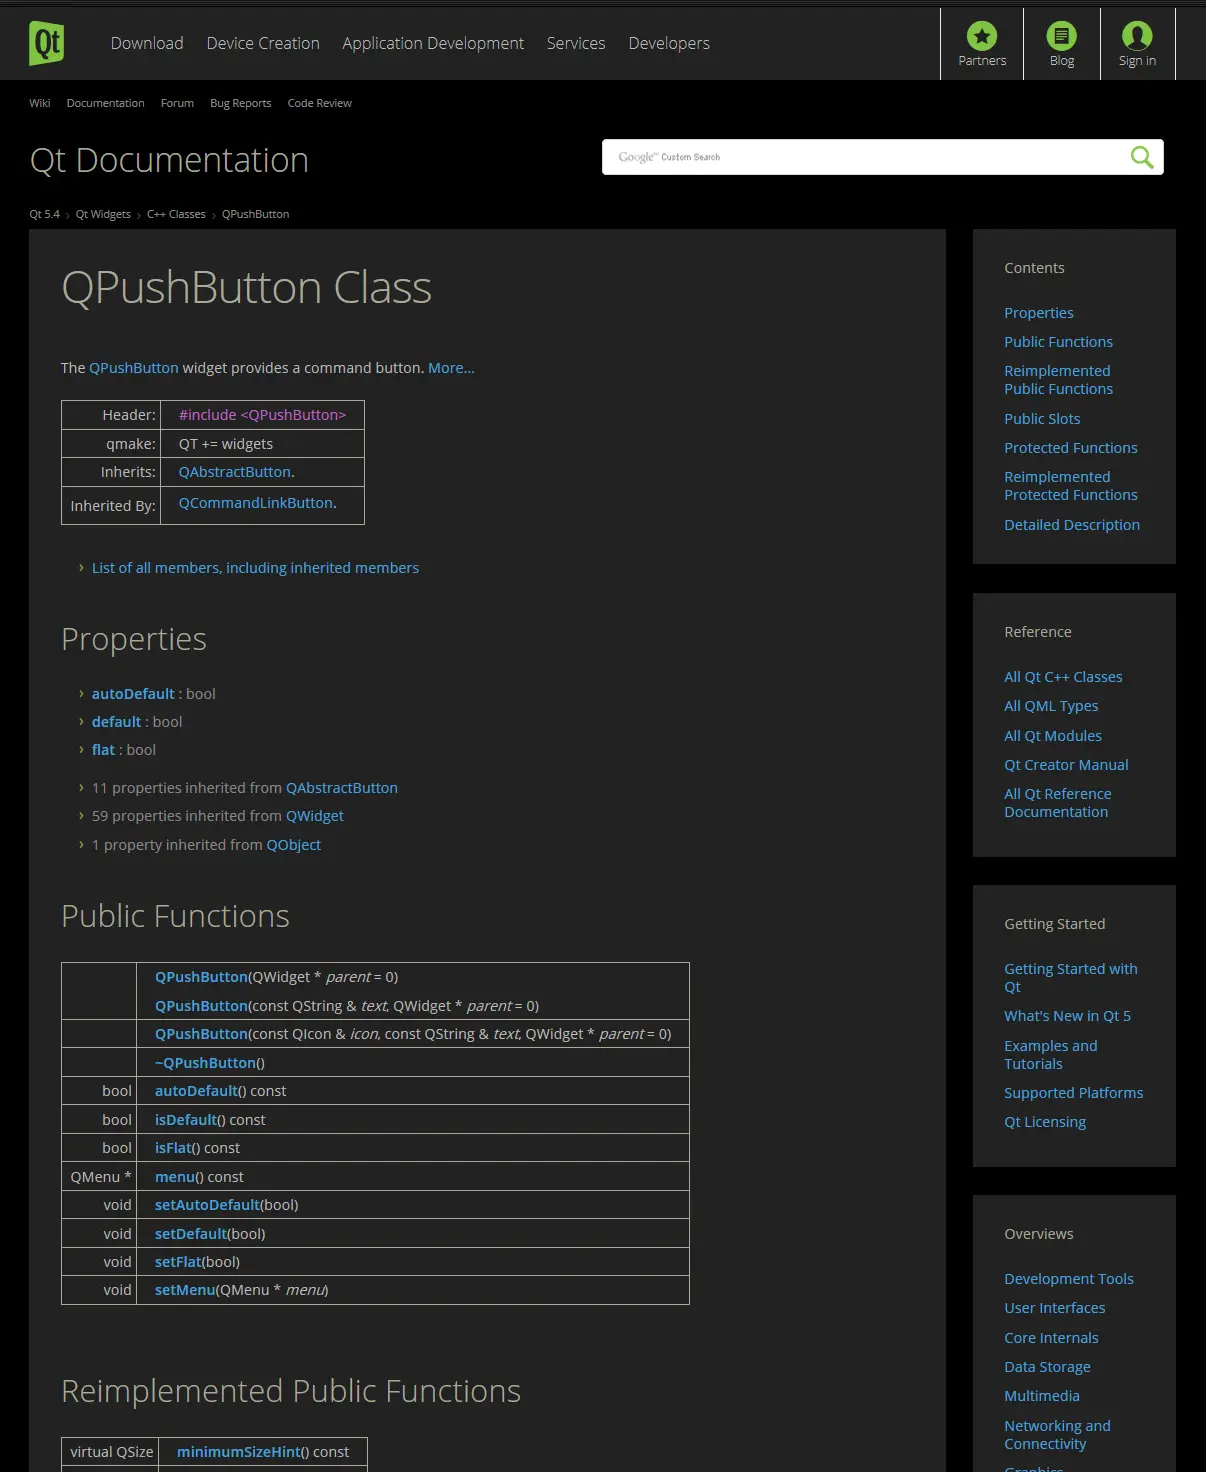 Qt
Download Device Creation Application Development Services Developers
Partners Blog Sign in
Wiki Documentation Forum Bug Reports Code Review
Qt Documentation
Google™ Custom Search
Qt 5.4 › Qt Widgets › C++ Classes › QPushButton
QPushButton Class
The QPushButton widget provides a command button. More...
Header: #include <QPushButton>
qmake: QT += widgets
Inherits: QAbstractButton.
Inherited By: QCommandLinkButton.
› List of all members, including inherited members
Properties
› autoDefault : bool
› default : bool
› flat : bool
› 11 properties inherited from QAbstractButton
› 59 properties inherited from QWidget
› 1 property inherited from QObject
Public Functions
QPushButton(QWidget * parent = 0)
QPushButton(const QString & text, QWidget * parent = 0)
QPushButton(const QIcon & icon, const QString & text, QWidget * parent = 0)
~QPushButton()
bool autoDefault() const
bool isDefault() const
bool isFlat() const
QMenu * menu() const
void setAutoDefault(bool)
void setDefault(bool)
void setFlat(bool)
void setMenu(QMenu * menu)
Reimplemented Public Functions
virtual QSize minimumSizeHint() const
Contents
Properties
Public Functions
Reimplemented
Public Functions
Public Slots
Protected Functions
Reimplemented
Protected Functions
Detailed Description
Reference
All Qt C++ Classes
All QML Types
All Qt Modules
Qt Creator Manual
All Qt Reference
Documentation
Getting Started
Getting Started with
Qt
What's New in Qt 5
Examples and
Tutorials
Supported Platforms
Qt Licensing
Overviews
Development Tools
User Interfaces
Core Internals
Data Storage
Multimedia
Networking and
Connectivity
Graphics